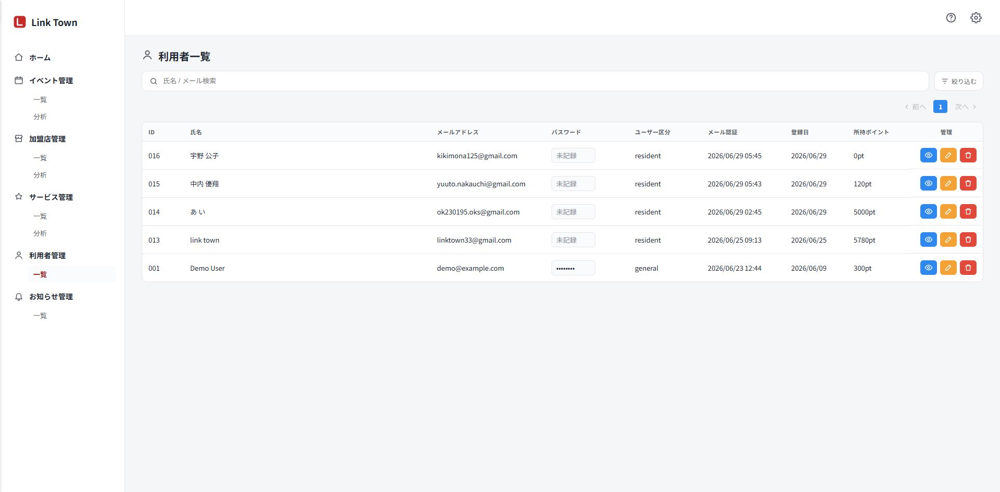 Link Town
ホーム
イベント管理
一覧
分析
加盟店管理
一覧
分析
サービス管理
一覧
分析
利用者管理
一覧
お知らせ管理
一覧
利用者一覧
氏名 / メール検索
絞り込む
前へ 1 次へ
ID 氏名 メールアドレス パスワード ユーザー区分 メール認証 登録日 所持ポイント 管理
016 宇野 公子 kikimona125@gmail.com 未記録 resident 2026/06/29 05:45 2026/06/29 0pt
015 中内 優翔 yuuto.nakauchi@gmail.com 未記録 resident 2026/06/29 05:43 2026/06/29 120pt
014 あ い ok230195.oks@gmail.com 未記録 resident 2026/06/29 02:45 2026/06/29 5000pt
013 link town linktown33@gmail.com 未記録 resident 2026/06/25 09:13 2026/06/25 5780pt
001 Demo User demo@example.com •••••••• general 2026/06/23 12:44 2026/06/09 300pt